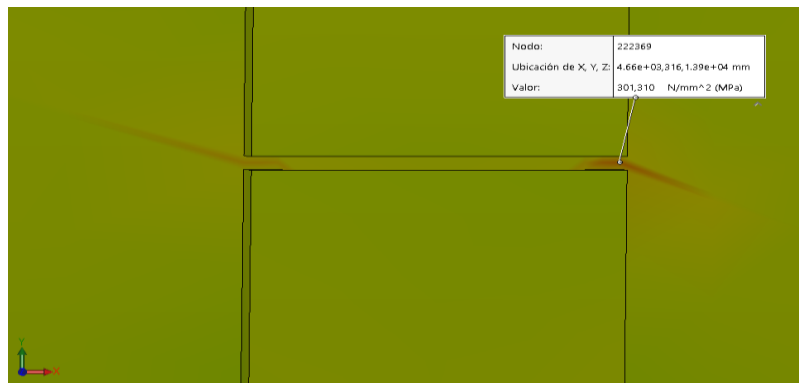 Nodo: 222369
Ubicación de X, Y, Z: 4.66e+03,316,1.39e+04 mm
Valor: 301,310 N/mm^2 (MPa)
Y
X